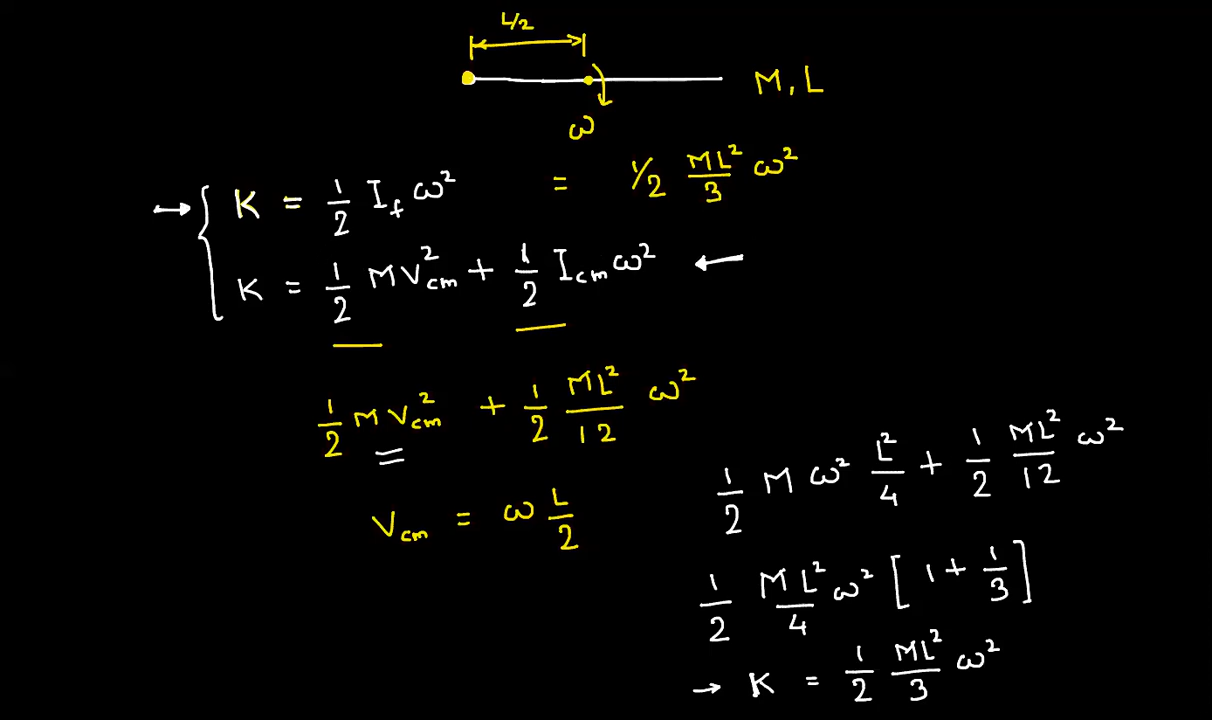 L/2
M, L
ω
→ { K = 1/2 I_f ω² = 1/2 ML²/3 ω²
K = 1/2 MV²_cm + 1/2 I_cm ω² ←
1/2 M V²_cm + 1/2 ML²/12 ω²
V_cm = ω L/2
1/2 M ω² L²/4 + 1/2 ML²/12 ω²
1/2 ML²/4 ω² [1 + 1/3]
→ K = 1/2 ML²/3 ω²